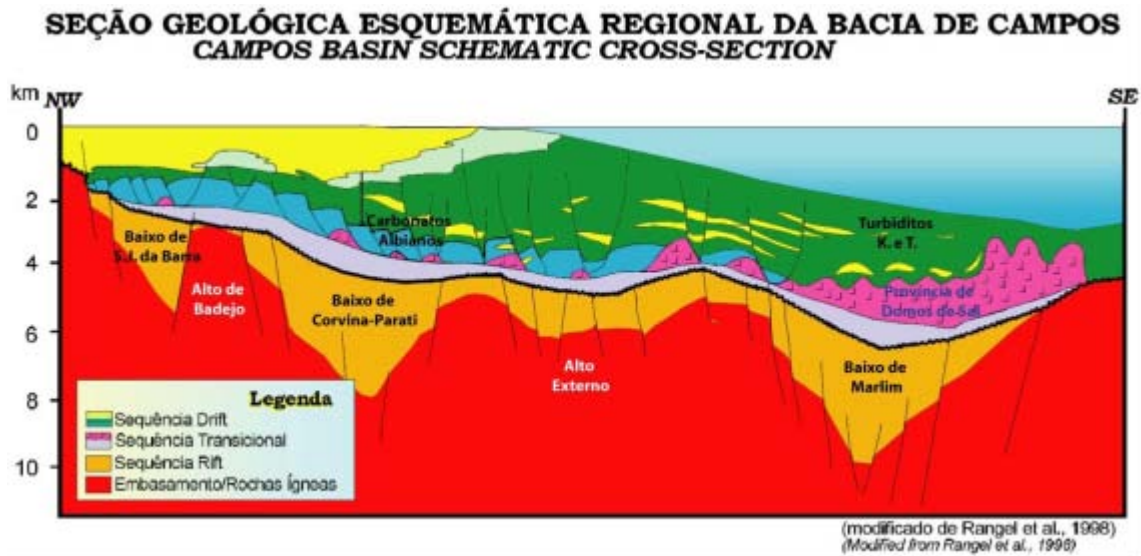 SEÇÃO GEOLÓGICA ESQUEMÁTICA REGIONAL DA BACIA DE CAMPOS
CAMPOS BASIN SCHEMATIC CROSS-SECTION
km NW
SE
0
2
4
6
8
10
Carbonatos
Albianos
Turbiditos
K. e T.
Baixo de
S.J. da Barra
Alto de
Badejo
Baixo de
Corvina-Parati
Alto
Externo
Província de
Domos de Sal
Baixo de
Marlim
Legenda
Sequência Drift
Sequência Transicional
Sequência Rift
Embasamento/Rochas Ígneas
(modificado de Rangel et al., 1998)
(Modified from Rangel et al., 1998)